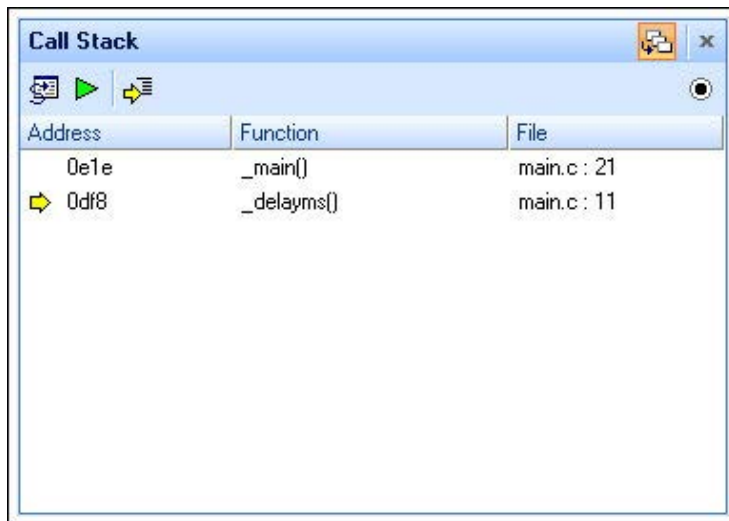 Call Stack
Address Function File
0e1e _main() main.c : 21
0df8 _delayms() main.c : 11